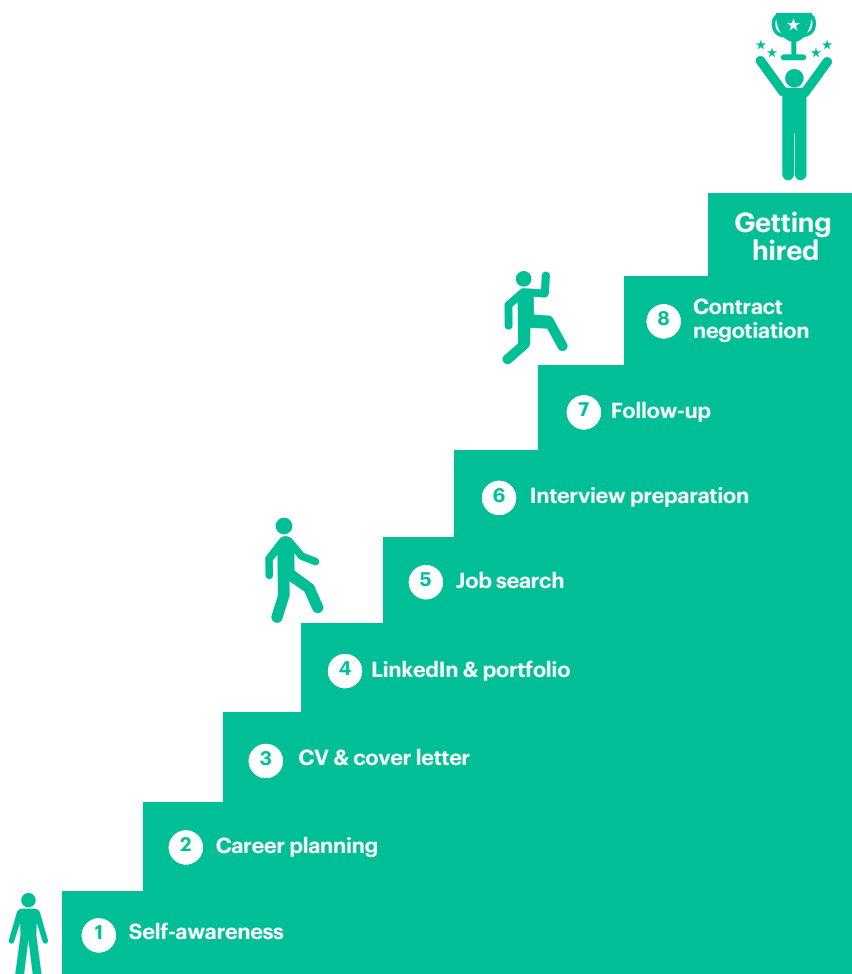 Getting
hired
8 Contract
negotiation
7 Follow-up
6 Interview preparation
5 Job search
4 LinkedIn & portfolio
3 CV & cover letter
2 Career planning
1 Self-awareness